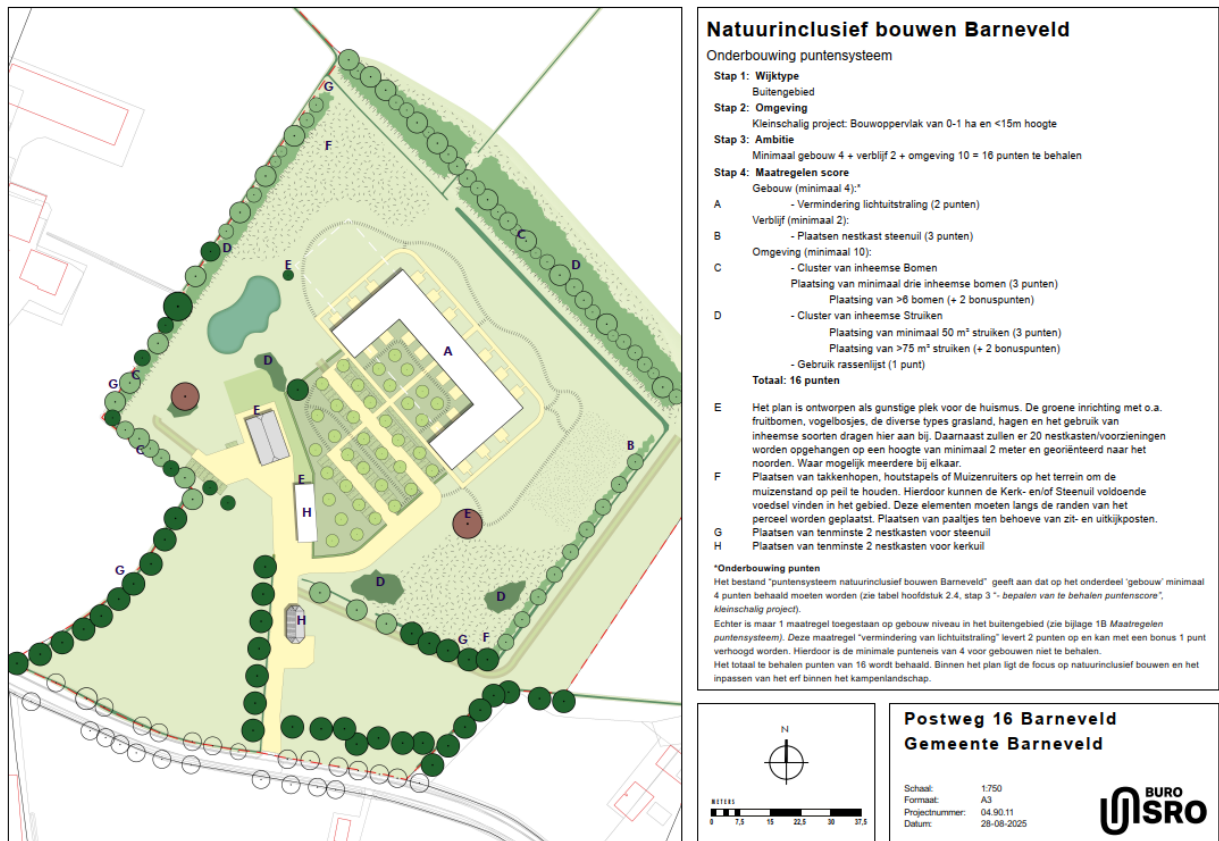 Natuurinclusief bouwen Barneveld
Onderbouwing puntensysteem
Stap 1: Wijktype
Buitengebied
Stap 2: Omgeving
Kleinschalig project: Bouwoppervlak van 0-1 ha en <15m hoogte
Stap 3: Ambitie
Minimaal gebouw 4 + verblijf 2 + omgeving 10 = 16 punten te behalen
Stap 4: Maatregelen score
Gebouw (minimaal 4):*
A - Vermindering lichtuitstraling (2 punten)
Verblijf (minimaal 2):
B - Plaatsen nestkast steenuil (3 punten)
Omgeving (minimaal 10):
C - Cluster van inheemse Bomen
Plaatsing van minimaal drie inheemse bomen (3 punten)
Plaatsing van >6 bomen (+ 2 bonuspunten)
D - Cluster van inheemse Struiken
Plaatsing van minimaal 50 m² struiken (3 punten)
Plaatsing van >75 m² struiken (+ 2 bonuspunten)
- Gebruik rassenlijst (1 punt)
Totaal: 16 punten
E Het plan is ontworpen als gunstige plek voor de huismus. De groene inrichting met o.a.
fruitbomen, vogelbosjes, de diverse types grasland, hagen en het gebruik van
inheemse soorten dragen hier aan bij. Daarnaast zullen er 20 nestkasten/voorzieningen
worden opgehangen op een hoogte van minimaal 2 meter en georiënteerd naar het
noorden. Waar mogelijk meerdere bij elkaar.
F Plaatsen van takkenhopen, houtstapels of Muizenruiters op het terrein om de
muizenstand op peil te houden. Hierdoor kunnen de Kerk- en/of Steenuil voldoende
voedsel vinden in het gebied. Deze elementen moeten langs de randen van het
perceel worden geplaatst. Plaatsen van paaltjes ten behoeve van zit- en uitkijkposten.
G Plaatsen van tenminste 2 nestkasten voor steenuil
H Plaatsen van tenminste 2 nestkasten voor kerkuil
*Onderbouwing punten
Het bestand "puntensysteem natuurinclusief bouwen Barneveld" geeft aan dat op het onderdeel 'gebouw' minimaal
4 punten behaald moeten worden (zie tabel hoofdstuk 2.4, stap 3 "- bepalen van te behalen puntenscore",
kleinschalig project).
Echter is maar 1 maatregel toegestaan op gebouw niveau in het buitengebied (zie bijlage 1B Maatregelen
puntensysteem). Deze maatregel "vermindering van lichtuitstraling" levert 2 punten op en kan met een bonus 1 punt
verhoogd worden. Hierdoor is de minimale punteneis van 4 voor gebouwen niet te behalen.
Het totaal te behalen punten van 16 wordt behaald. Binnen het plan ligt de focus op natuurinclusief bouwen en het
inpassen van het erf binnen het kampenlandschap.
G
F
C
D
D
E
A
D
G
C
E
B
C
E
H
E
G
D
D
H
G F
N
METERS
0 7,5 15 22,5 30 37,5
Postweg 16 Barneveld
Gemeente Barneveld
Schaal: 1:750
Formaat: A3
Projectnummer: 04.90.11
Datum: 28-08-2025
BURO
SRO